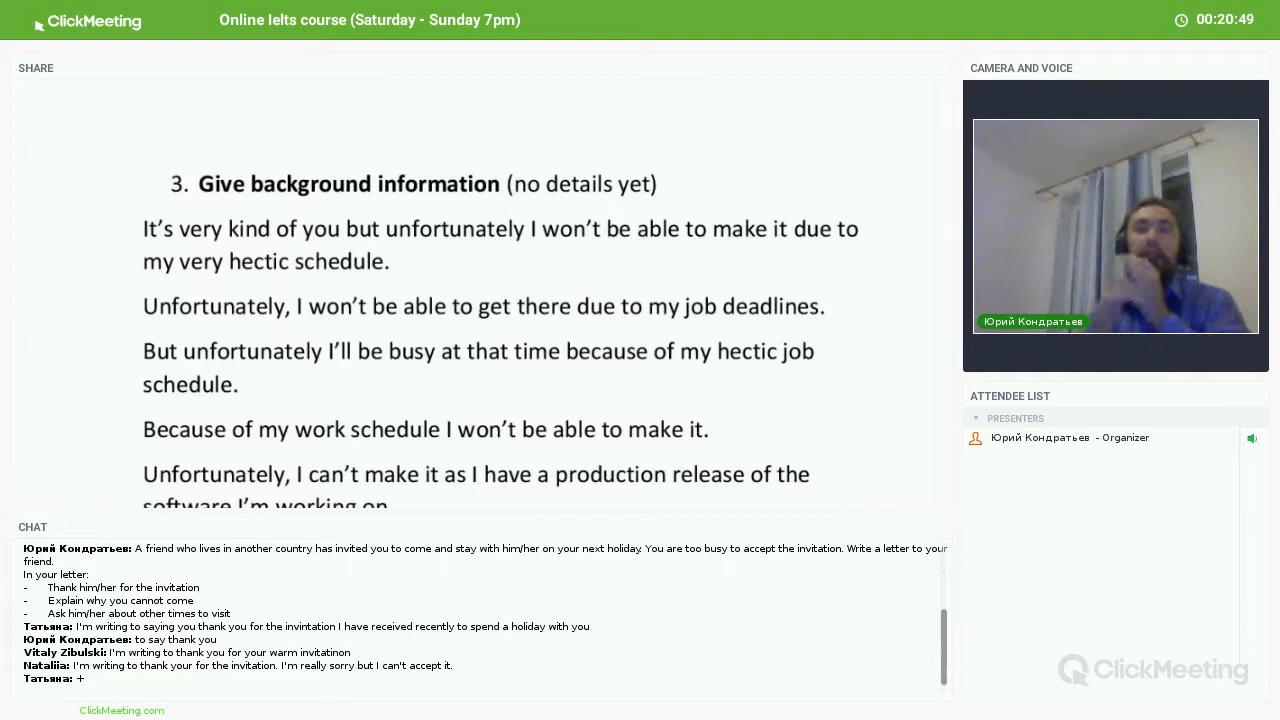 ClickMeeting
Online Ielts course (Saturday - Sunday 7pm)
00:20:49
SHARE
3. Give background information (no details yet)
It's very kind of you but unfortunately I won't be able to make it due to
my very hectic schedule.
Unfortunately, I won't be able to get there due to my job deadlines.
But unfortunately I'll be busy at that time because of my hectic job
schedule.
Because of my work schedule I won't be able to make it.
Unfortunately, I can't make it as I have a production release of the
software I'm working on
CAMERA AND VOICE
Юрий Кондратьев
ATTENDEE LIST
PRESENTERS
Юрий Кондратьев - Organizer
CHAT
Юрий Кондратьев: A friend who lives in another country has invited you to come and stay with him/her on your next holiday. You are too busy to accept the invitation. Write a letter to your
friend.
In your letter:
- Thank him/her for the invitation
- Explain why you cannot come
- Ask him/her about other times to visit
Татьяна: I'm writing to saying you thank you for the invintation I have received recently to spend a holiday with you
Юрий Кондратьев: to say thank you
Vitaly Zibulski: I'm writing to thank you for your warm invitatinon
Nataliia: I'm writing to thank your for the invitation. I'm really sorry but I can't accept it.
Татьяна: +
ClickMeeting
ClickMeeting.com